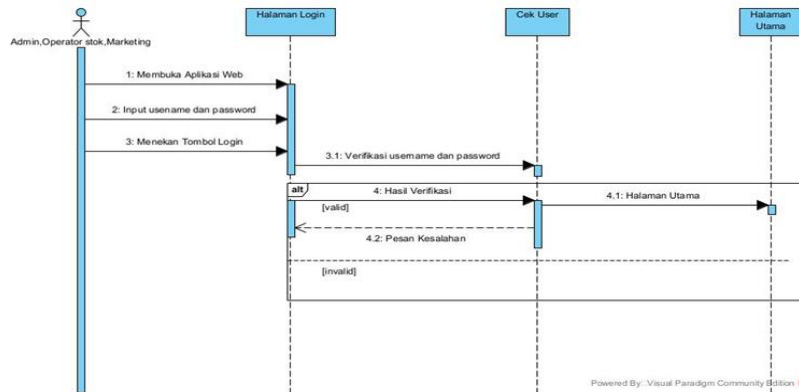 Halaman Login
Cek User
Halaman
Utama
Admin,Operator stok,Marketing
1: Membuka Aplikasi Web
2: Input usename dan password
3: Menekan Tombol Login
3.1: Verifikasi username dan password
alt
4: Hasil Verifikasi
4.1: Halaman Utama
[valid]
4.2: Pesan Kesalahan
[invalid]
Powered By: Visual Paradigm Community Edition